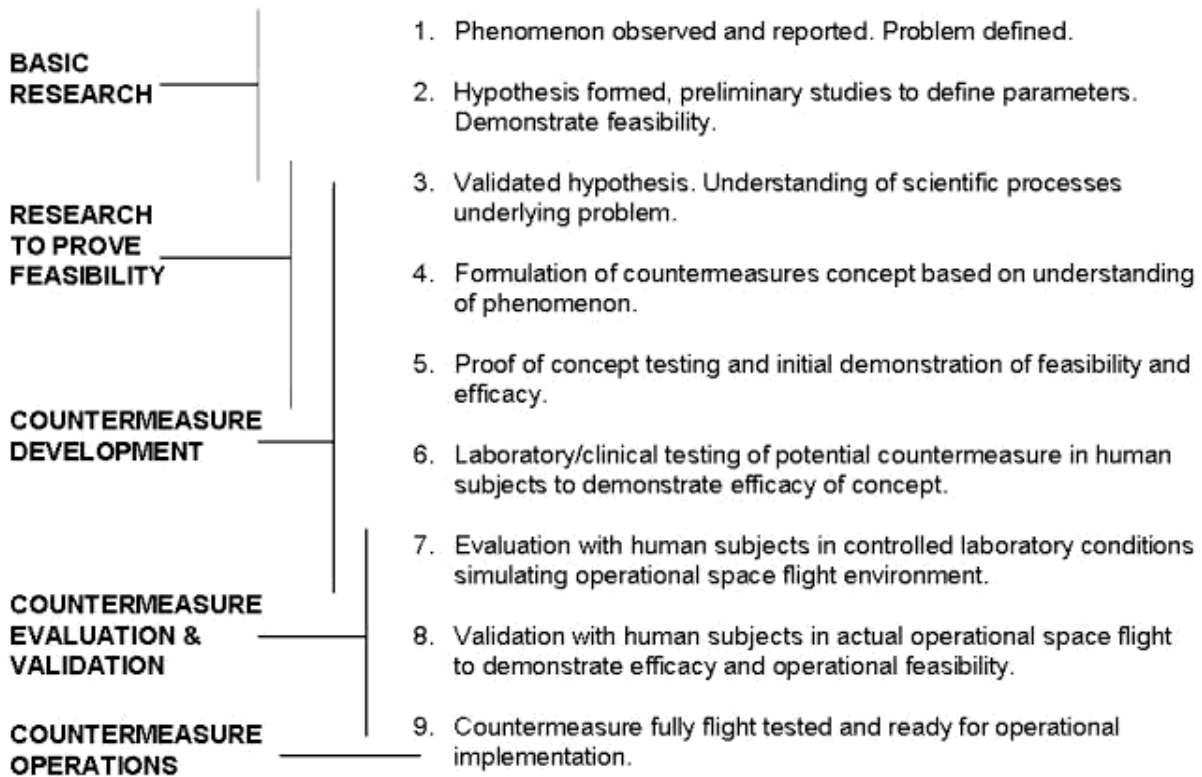 BASIC
RESEARCH
RESEARCH
TO PROVE
FEASIBILITY
COUNTERMEASURE
DEVELOPMENT
COUNTERMEASURE
EVALUATION &
VALIDATION
COUNTERMEASURE
OPERATIONS
1. Phenomenon observed and reported. Problem defined.
2. Hypothesis formed, preliminary studies to define parameters.
Demonstrate feasibility.
3. Validated hypothesis. Understanding of scientific processes
underlying problem.
4. Formulation of countermeasures concept based on understanding
of phenomenon.
5. Proof of concept testing and initial demonstration of feasibility and
efficacy.
6. Laboratory/clinical testing of potential countermeasure in human
subjects to demonstrate efficacy of concept.
7. Evaluation with human subjects in controlled laboratory conditions
simulating operational space flight environment.
8. Validation with human subjects in actual operational space flight
to demonstrate efficacy and operational feasibility.
9. Countermeasure fully flight tested and ready for operational
implementation.